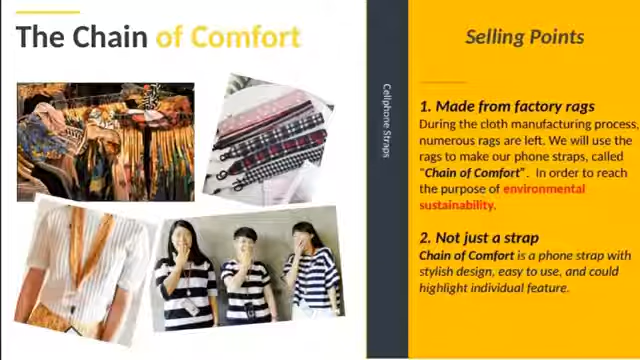 The Chain of Comfort
Cellphone Straps
Selling Points
1. Made from factory rags
During the cloth manufacturing process,
numerous rags are left. We will use the
rags to make our phone straps, called
"Chain of Comfort".  In order to reach
the purpose of environmental
sustainability.
2. Not just a strap
Chain of Comfort is a phone strap with
stylish design, easy to use, and could
highlight individual feature.